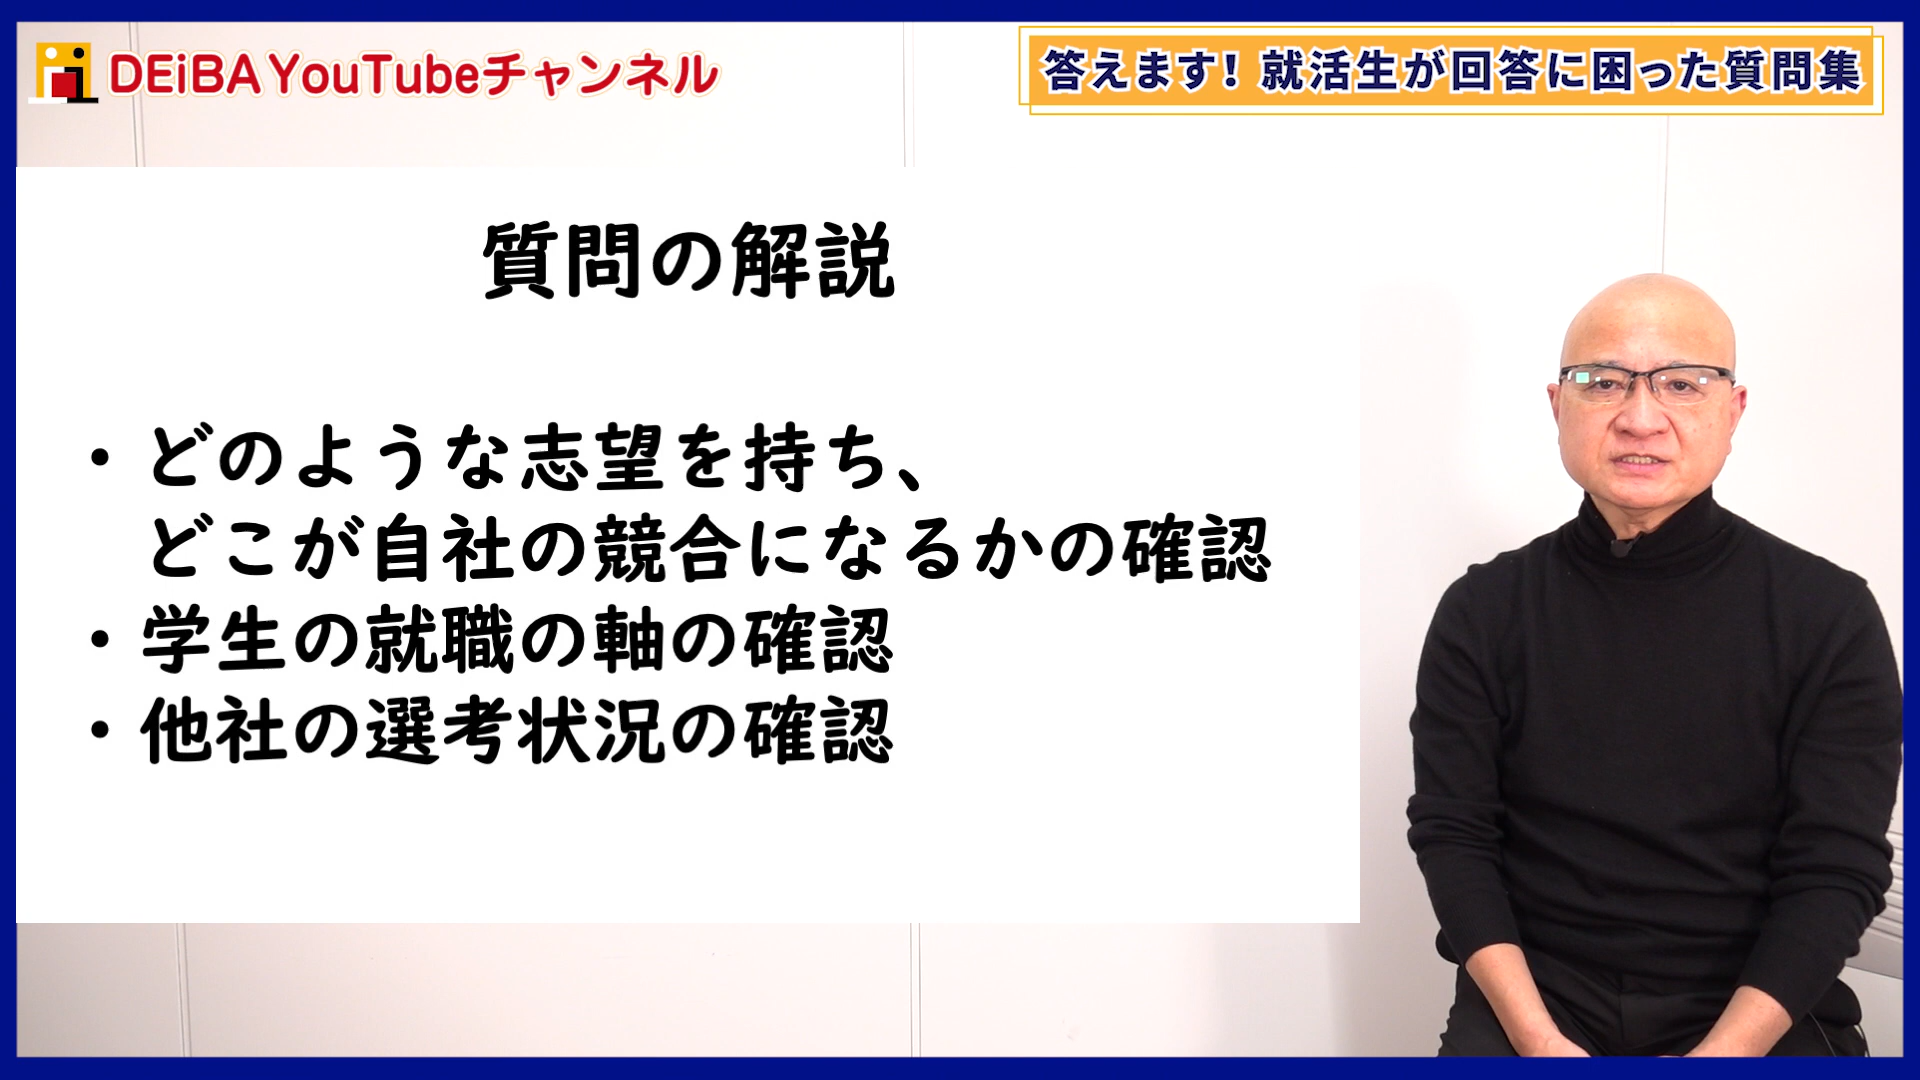 DEiBA YouTubeチャンネル
答えます！就活生が回答に困った質問集
質問の解説
・どのような志望を持ち、
どこが自社の競合になるかの確認
・学生の就職の軸の確認
・他社の選考状況の確認